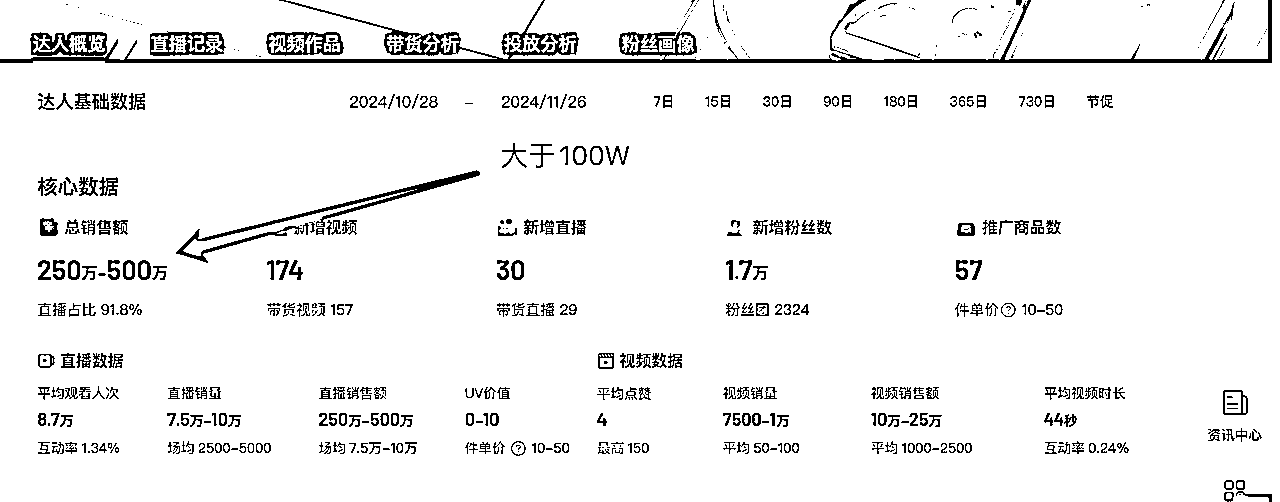 达人概览 直播记录 视频作品 带货分析 投放分析 粉丝画像
达人基础数据 2024/10/28 – 2024/11/26 7日 15日 30日 90日 180日 365日 730日 节促
大于100W
核心数据
总销售额 新增视频 新增直播 新增粉丝数 推广商品数
250万-500万 174 30 1.7万 57
直播占比 91.8% 带货视频 157 带货直播 29 粉丝团 2324 件单价 ? 10-50
直播数据 视频数据
平均观看人次 直播销量 直播销售额 UV价值 平均点赞 视频销量 视频销售额 平均视频时长
8.7万 7.5万-10万 250万-500万 0-10 4 7500-1万 10万-25万 44秒
互动率 1.34% 场均 2500-5000 场均 7.5万-10万 件单价 ? 10-50 最高 150 平均 50-100 平均 1000-2500 互动率 0.24%
资讯中心